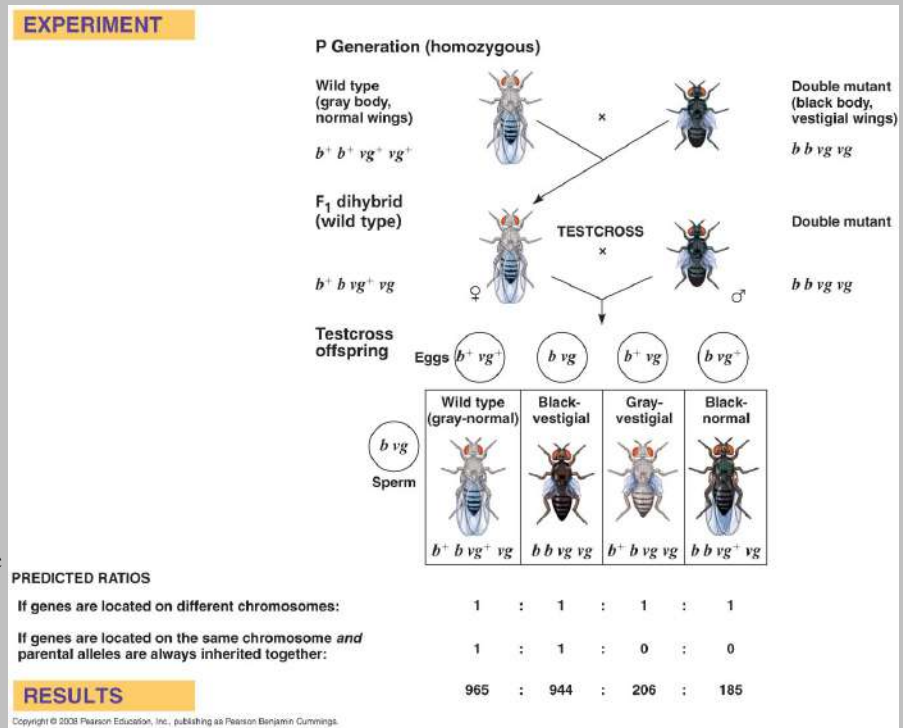 EXPERIMENT
P Generation (homozygous)
Wild type
(gray body,
normal wings)
b⁺ b⁺ vg⁺ vg⁺
×
Double mutant
(black body,
vestigial wings)
b b vg vg
F₁ dihybrid
(wild type)
b⁺ b vg⁺ vg
♀
TESTCROSS
×
♂
Double mutant
b b vg vg
Testcross
offspring
Eggs b⁺ vg⁺ b vg b⁺ vg b vg⁺
b vg
Sperm
Wild type
(gray-normal)
b⁺ b vg⁺ vg
Black-
vestigial
b b vg vg
Gray-
vestigial
b⁺ b vg vg
Black-
normal
b b vg⁺ vg
PREDICTED RATIOS
If genes are located on different chromosomes: 1 : 1 : 1 : 1
If genes are located on the same chromosome and
parental alleles are always inherited together: 1 : 1 : 0 : 0
RESULTS 965 : 944 : 206 : 185
Copyright © 2008 Pearson Education, Inc., publishing as Pearson Benjamin Cummings.